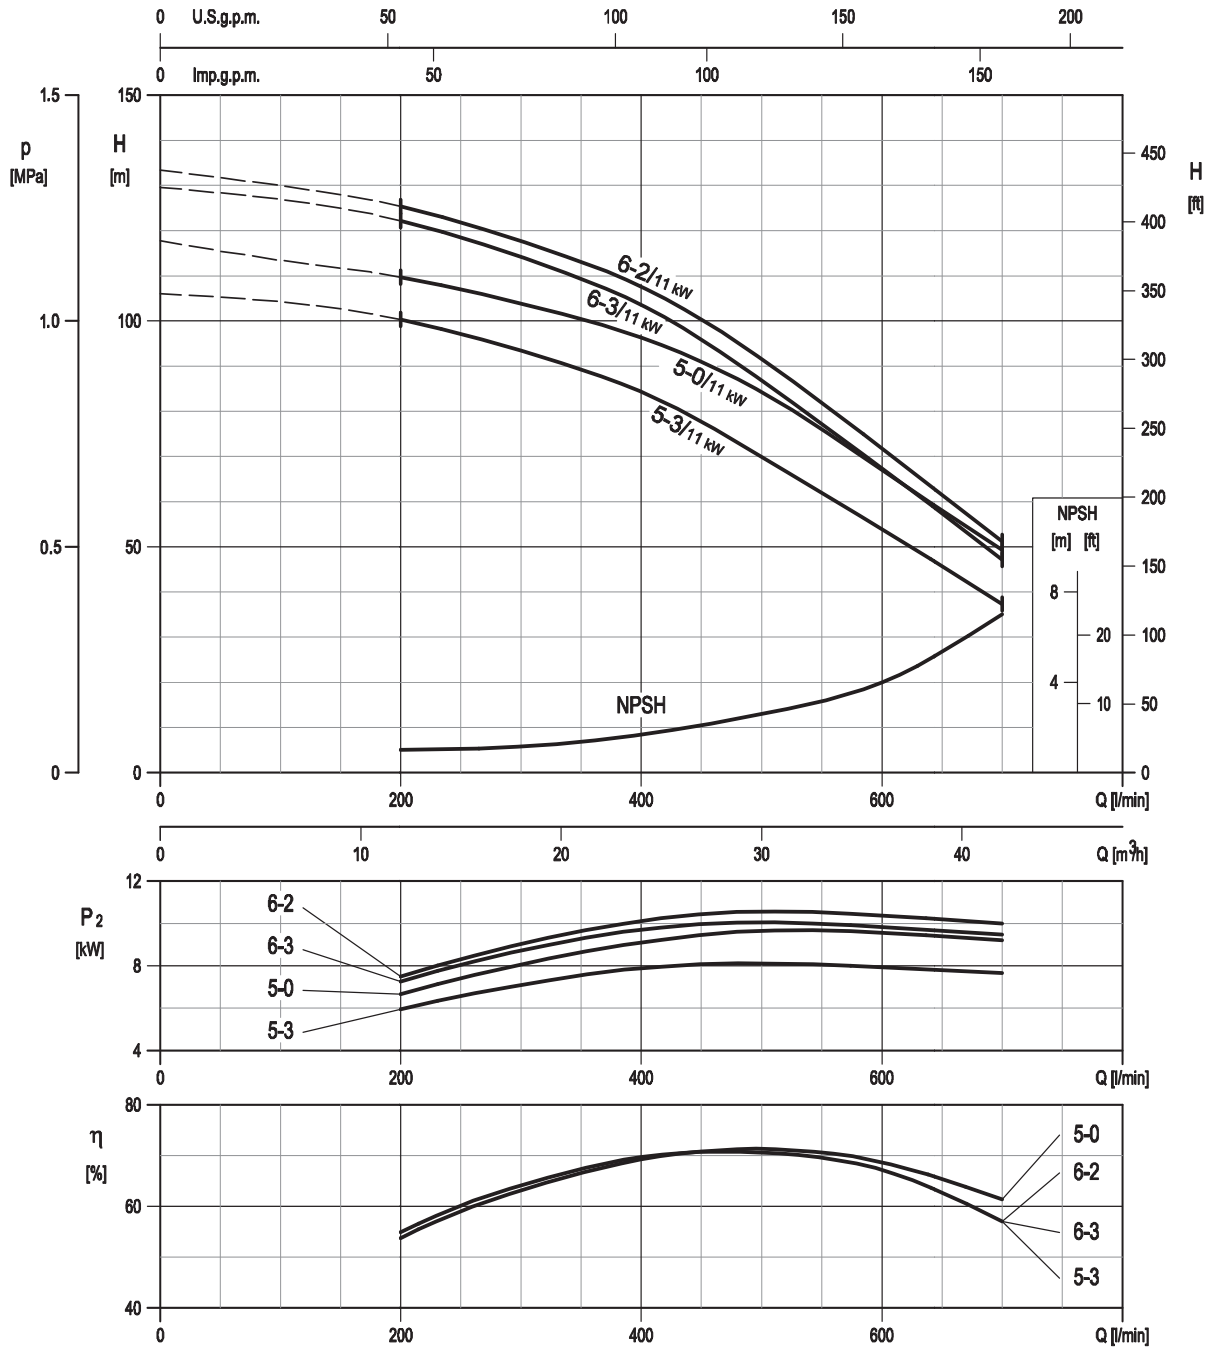 0 U.S.g.p.m. 50 100 150 200
0 Imp.g.p.m. 50 100 150
1.5 150
p H
[MPa] [m]
450
H
[ft]
400
350
1.0 100
300
250
200
0.5 50
150
100
50
0 0 0
6-2/11 kW
6-3/11 kW
5-0/11 kW
5-3/11 kW
NPSH
[m] [ft]
8
20
4
10
NPSH
0 200 400 600 Q [l/min]
0 10 20 30 40 Q [m³/h]
12
P2
[kW]
8
4
6-2
6-3
5-0
5-3
0 200 400 600 Q [l/min]
80
η
[%]
60
40
5-0
6-2
6-3
5-3
0 200 400 600 Q [l/min]